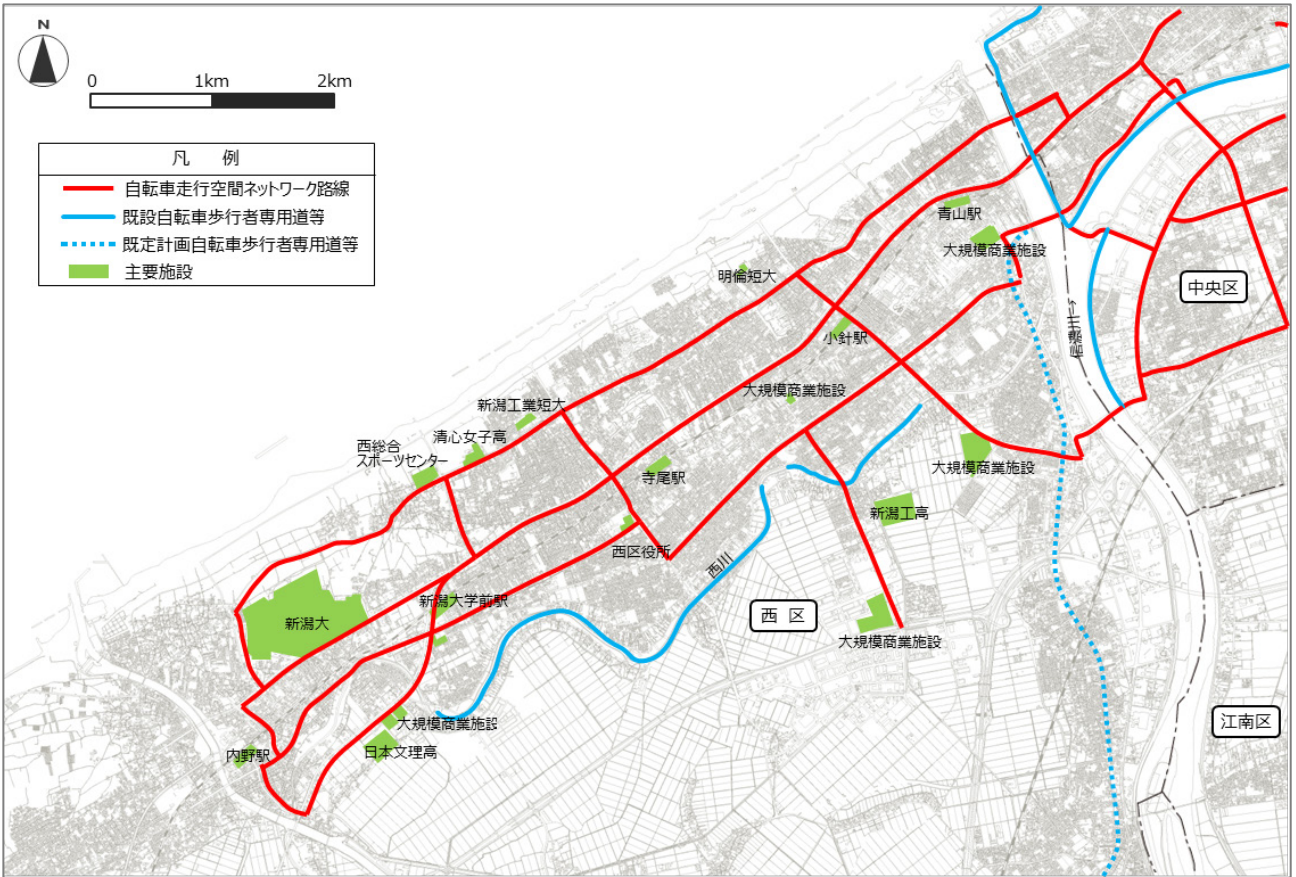 N
0 1km 2km
凡 例
自転車走行空間ネットワーク路線
既設自転車歩行者専用道等
既定計画自転車歩行者専用道等
主要施設
青山駅
大規模商業施設
明倫短大
中央区
信濃川→
小針駅
大規模商業施設
新潟工業短大
清心女子高
西総合
スポーツセンター
大規模商業施設
寺尾駅
新潟工高
西区役所
西川
新潟大学前駅
西 区
新潟大
大規模商業施設
大規模商業施設
江南区
日本文理高
内野駅